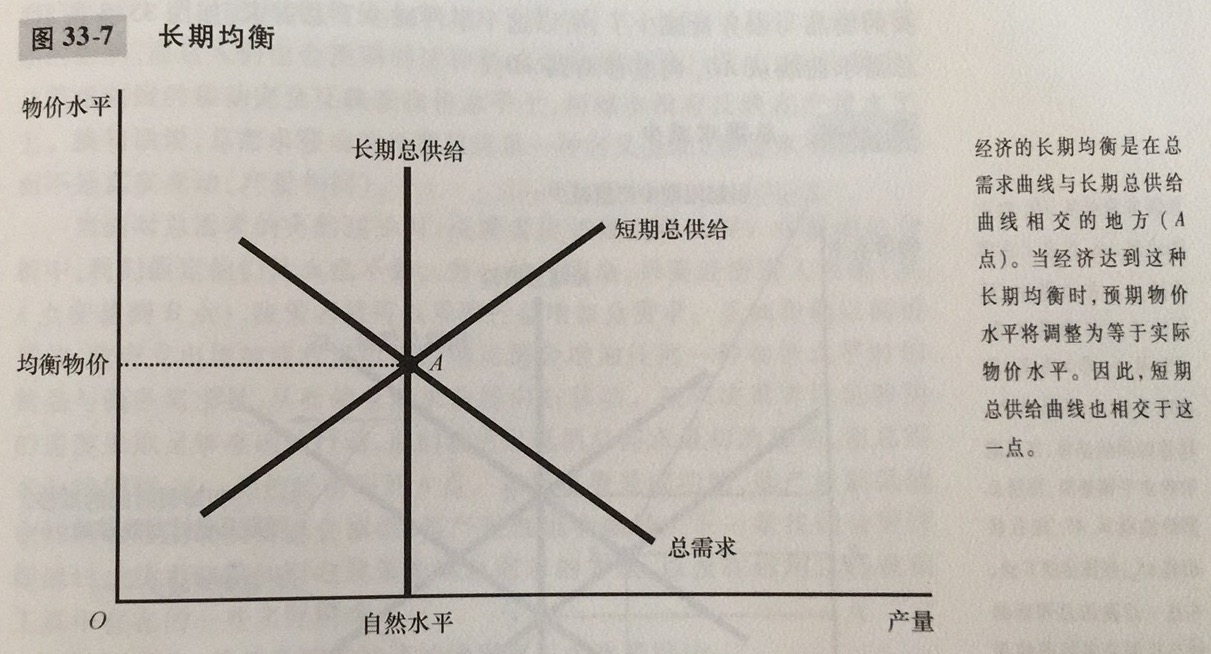 图 33-7 长期均衡
物价水平
长期总供给
短期总供给
均衡物价
A
总需求
O
自然水平
产量
经济的长期均衡是在总
需求曲线与长期总供给
曲线相交的地方（A
点）。当经济达到这种
长期均衡时，预期物价
水平将调整为等于实际
物价水平。因此，短期
总供给曲线也相交于这
一点。